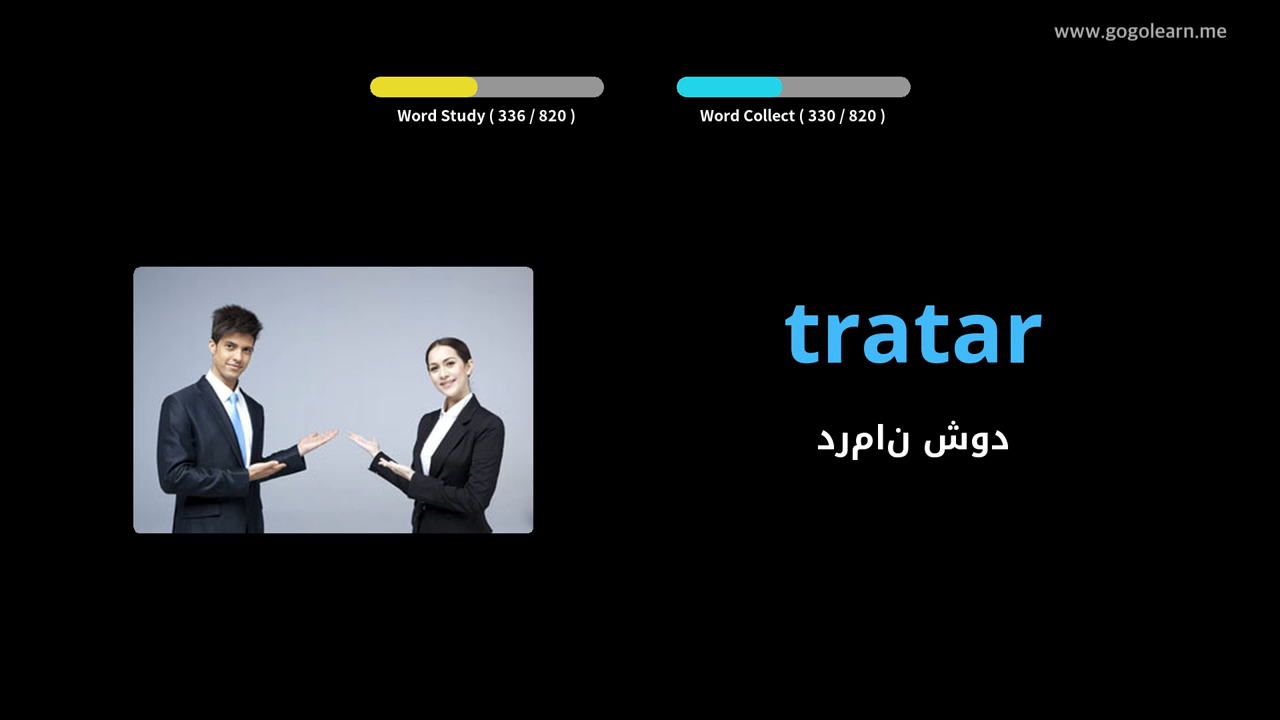 www.gogolearn.me
Word Study ( 336 / 820 )
Word Collect ( 330 / 820 )
tratar
دوش نامرد